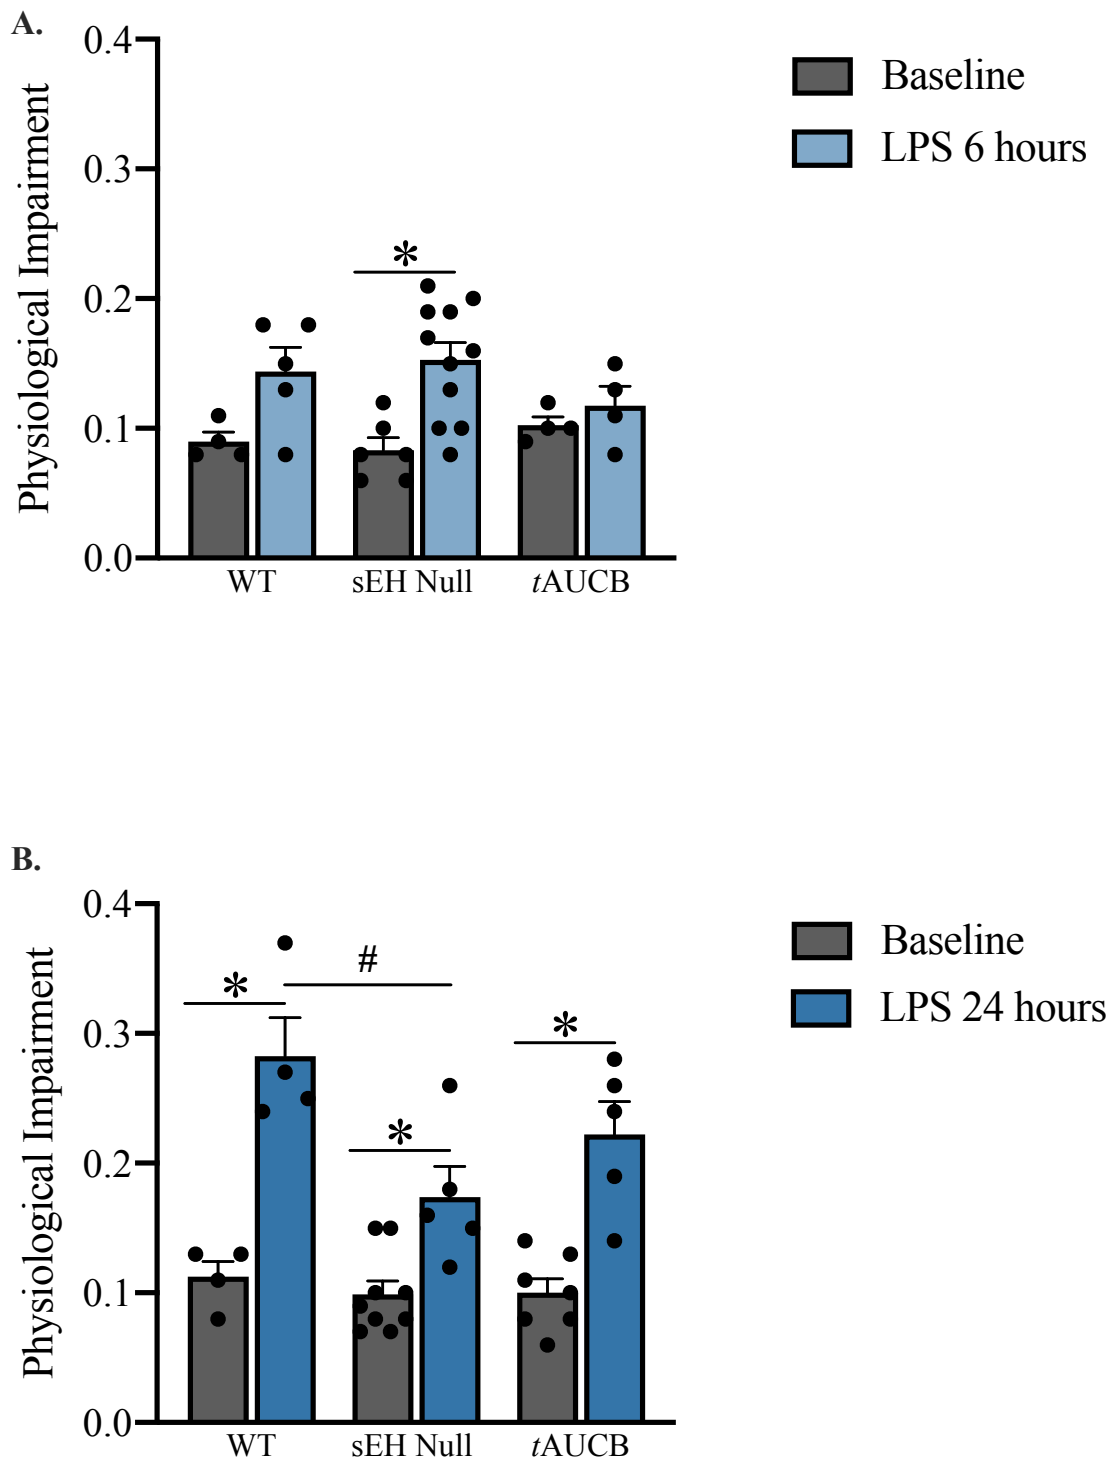 A.
Physiological Impairment
0.4
0.3
0.2
0.1
0.0
*
WT
sEH Null
tAUCB
Baseline
LPS 6 hours
B.
Physiological Impairment
0.4
0.3
0.2
0.1
0.0
*
#
*
*
WT
sEH Null
tAUCB
Baseline
LPS 24 hours